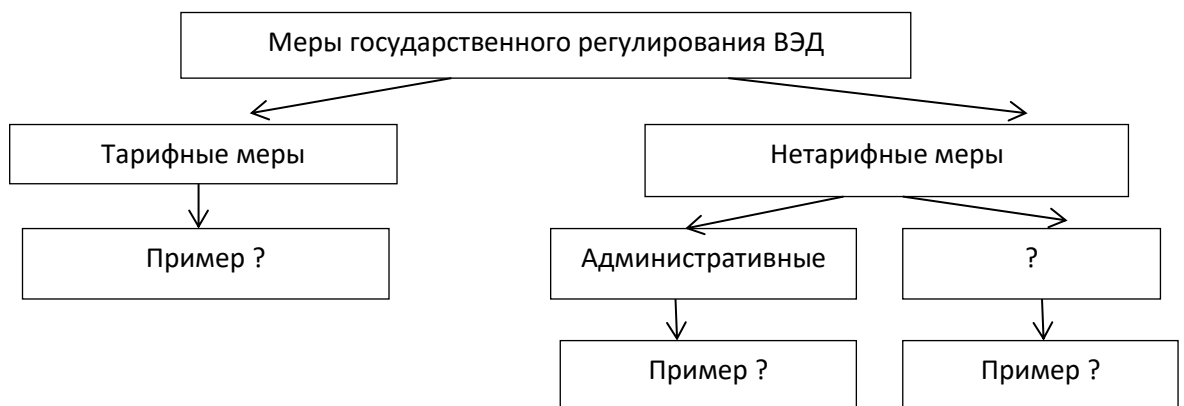 Меры государственного регулирования ВЭД
Тарифные меры
Нетарифные меры
Пример ?
Административные
?
Пример ?
Пример ?